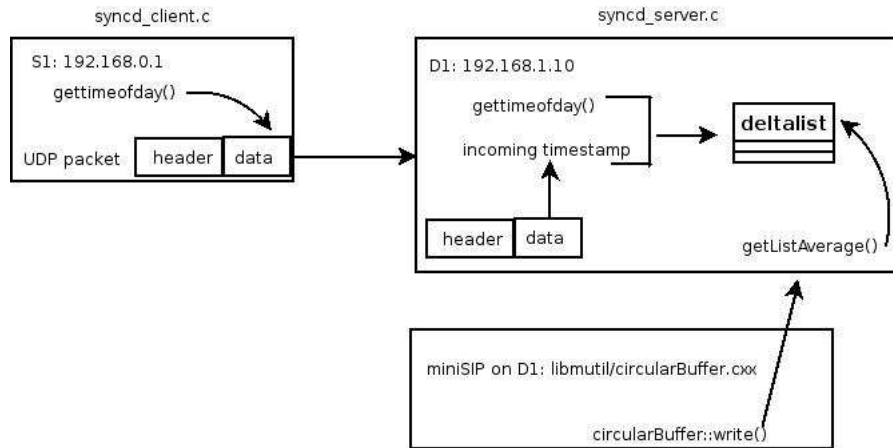 syncd_client.c
syncd_server.c
S1: 192.168.0.1
gettimeofday()
UDP packet
header
data
D1: 192.168.1.10
gettimeofday()
incoming timestamp
deltalist
header
data
getListAverage()
miniSIP on D1: libmutil/circularBuffer.cxx
circularBuffer::write()